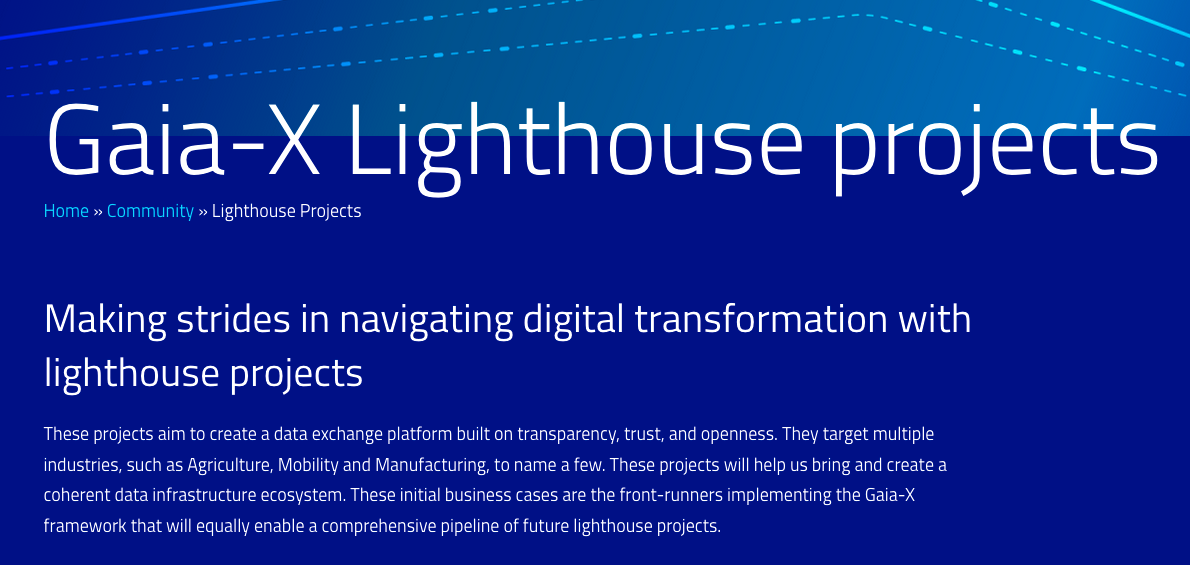 Gaia-X Lighthouse projects
Home » Community » Lighthouse Projects
Making strides in navigating digital transformation with
lighthouse projects
These projects aim to create a data exchange platform built on transparency, trust, and openness. They target multiple
industries, such as Agriculture, Mobility and Manufacturing, to name a few. These projects will help us bring and create a
coherent data infrastructure ecosystem. These initial business cases are the front-runners implementing the Gaia-X
framework that will equally enable a comprehensive pipeline of future lighthouse projects.